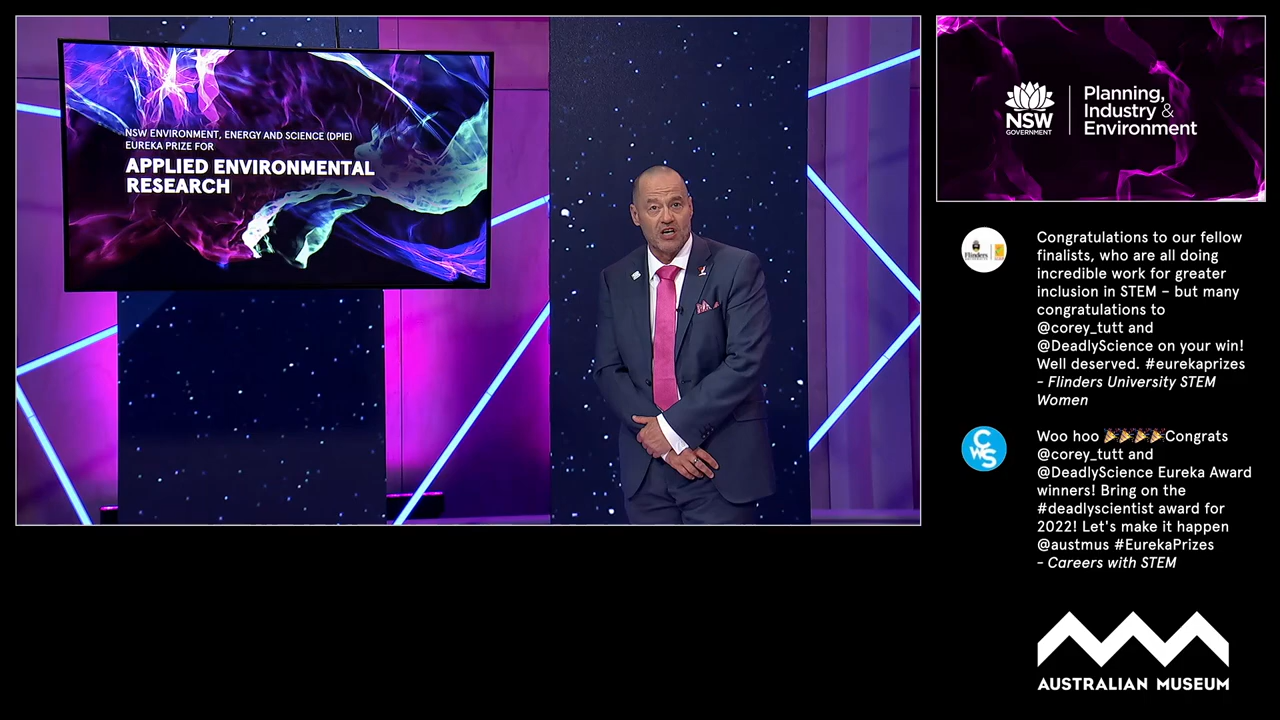 NSW ENVIRONMENT, ENERGY AND SCIENCE (DPIE)
EUREKA PRIZE FOR
APPLIED ENVIRONMENTAL
RESEARCH
NSW
GOVERNMENT
Planning,
Industry &
Environment
Flinders
Congratulations to our fellow
finalists, who are all doing
incredible work for greater
inclusion in STEM – but many
congratulations to
@corey_tutt and
@DeadlyScience on your win!
Well deserved. #eurekaprizes
- Flinders University STEM
Women
CWS
Woo hoo 🎉🎉🎉🎉Congrats
@corey_tutt and
@DeadlyScience Eureka Award
winners! Bring on the
#deadlyscientist award for
2022! Let's make it happen
@austmus #EurekaPrizes
- Careers with STEM
AUSTRALIAN MUSEUM